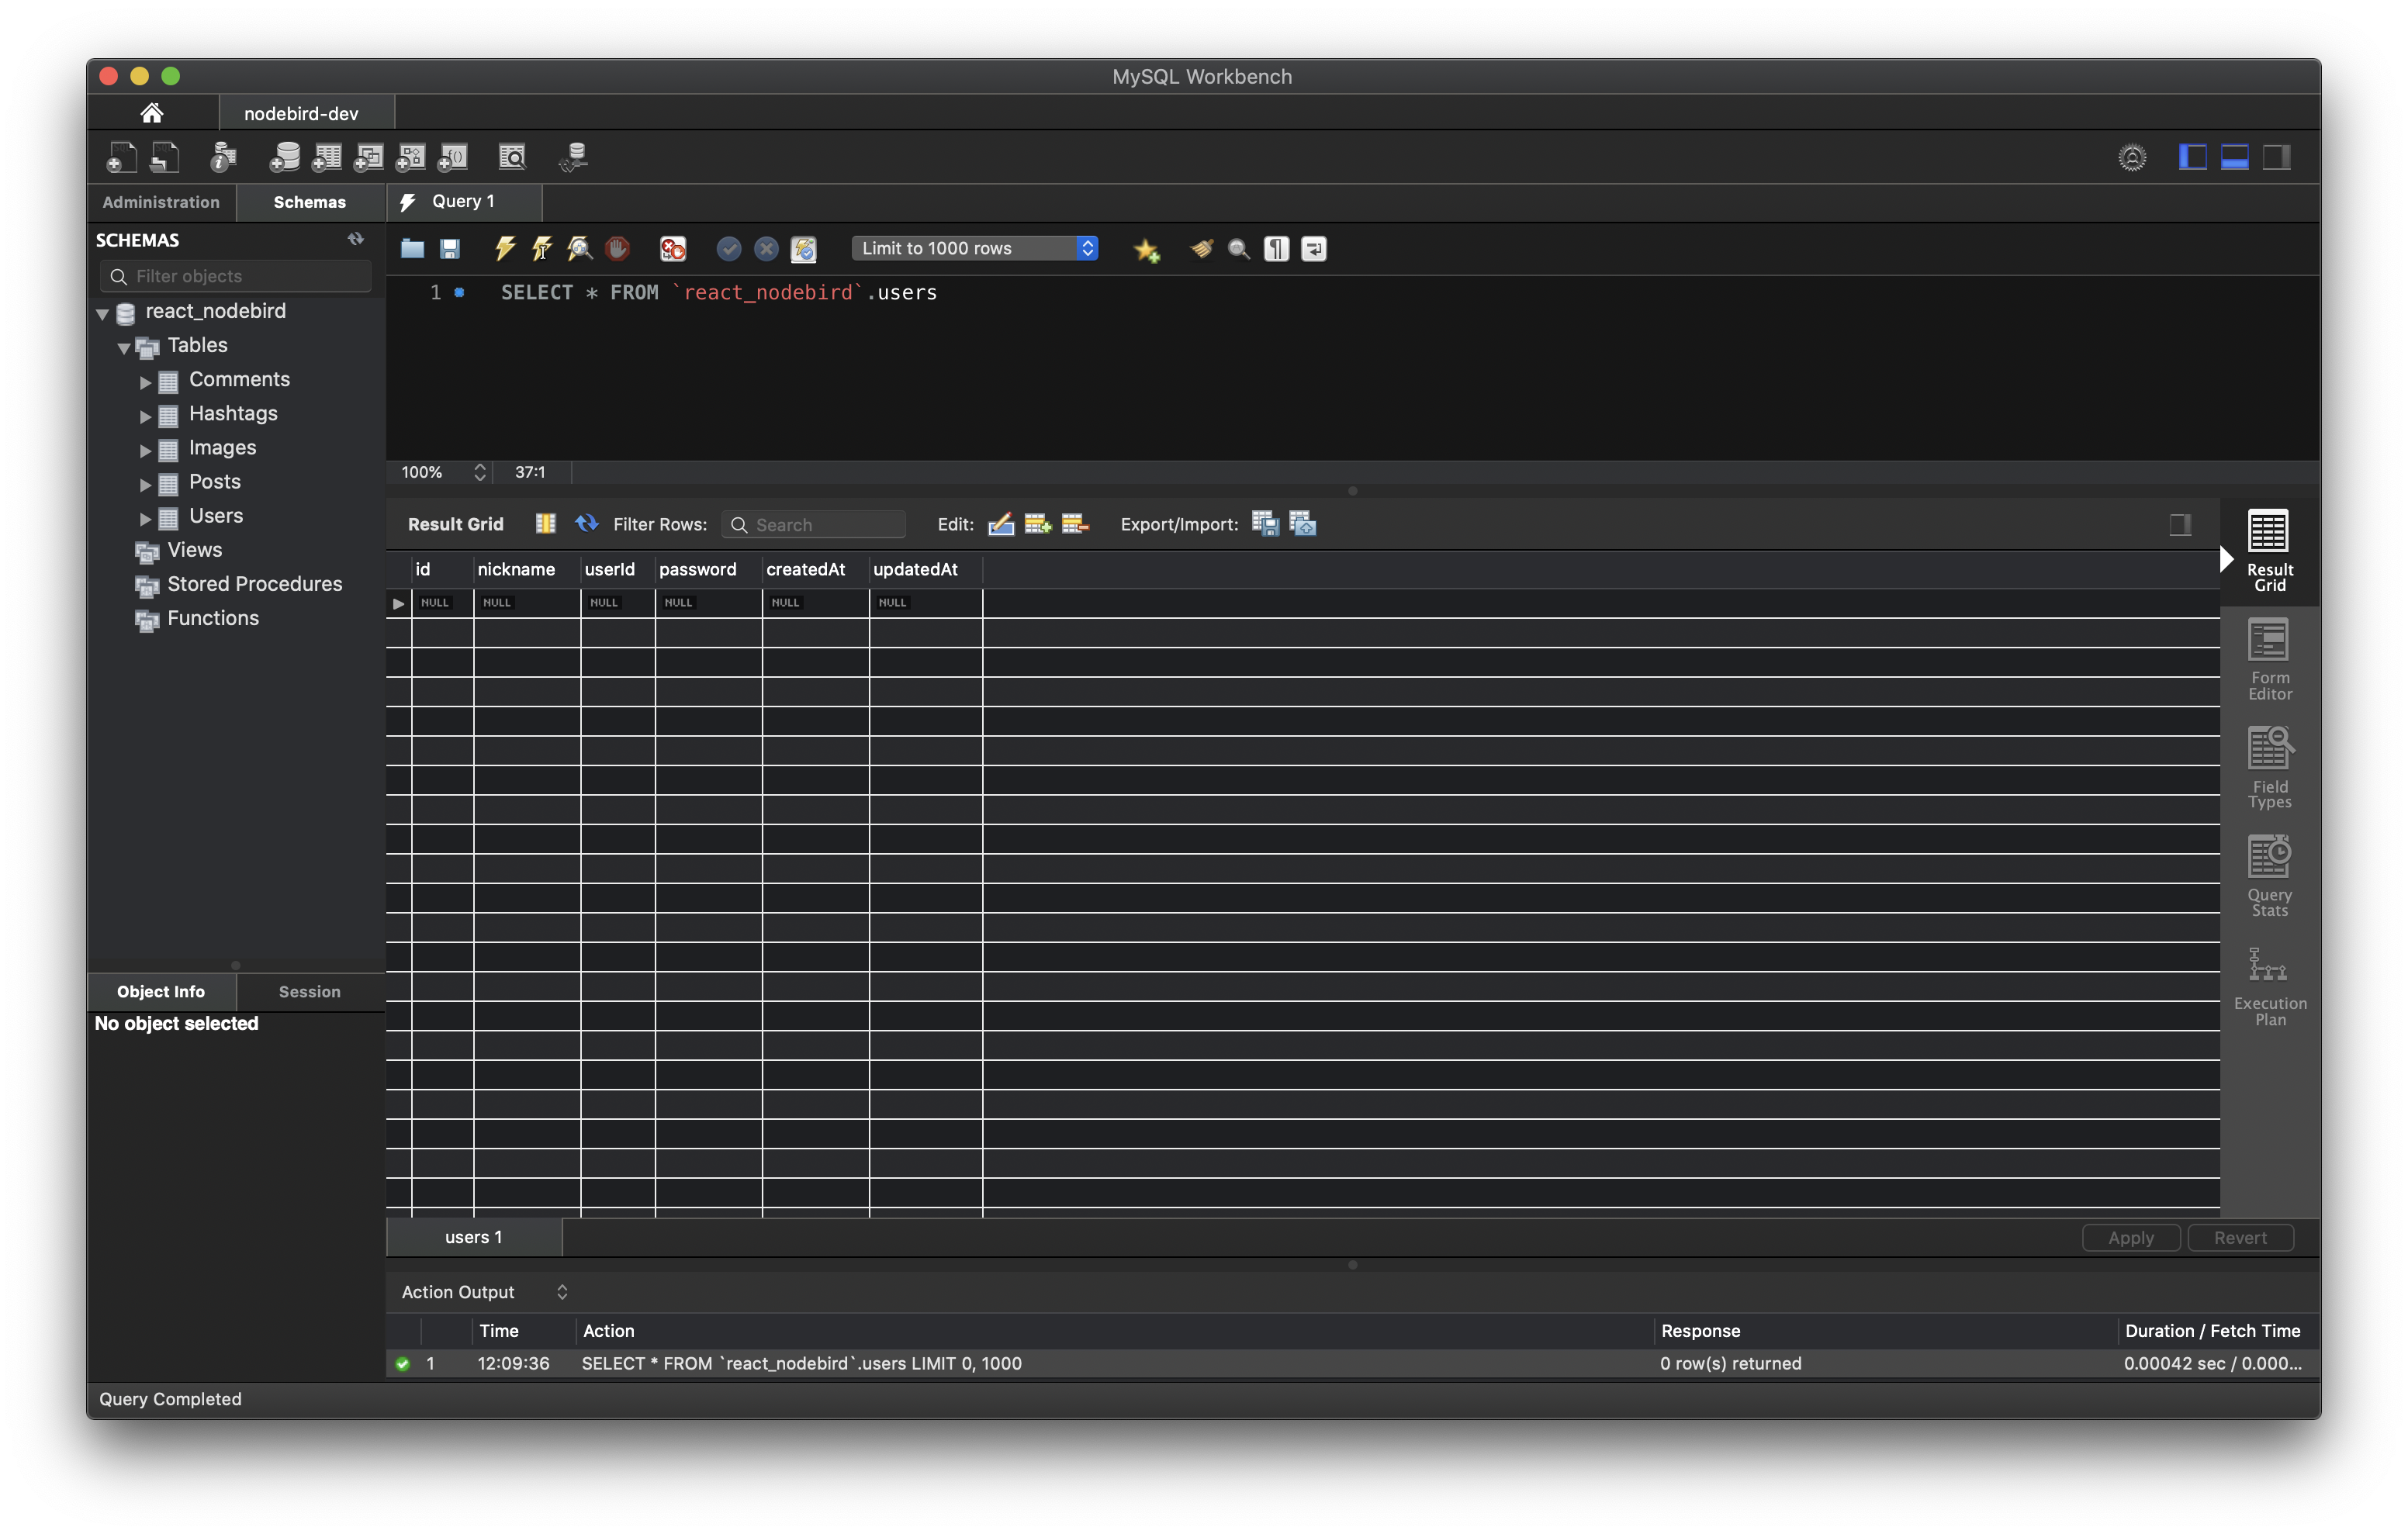 MySQL Workbench
nodebird-dev
Administration
Schemas
Query 1
SCHEMAS
Filter objects
react_nodebird
Tables
Comments
Hashtags
Images
Posts
Users
Views
Stored Procedures
Functions
Limit to 1000 rows
1 SELECT * FROM `react_nodebird`.users
100% 37:1
Result Grid Filter Rows: Search Edit: Export/Import:
id nickname userId password createdAt updatedAt
NULL NULL NULL NULL NULL NULL
Result
Grid
Form
Editor
Field
Types
Query
Stats
Execution
Plan
Object Info Session
No object selected
users 1
Apply Revert
Action Output
Time Action Response Duration / Fetch Time
1 12:09:36 SELECT * FROM `react_nodebird`.users LIMIT 0, 1000 0 row(s) returned 0.00042 sec / 0.000...
Query Completed